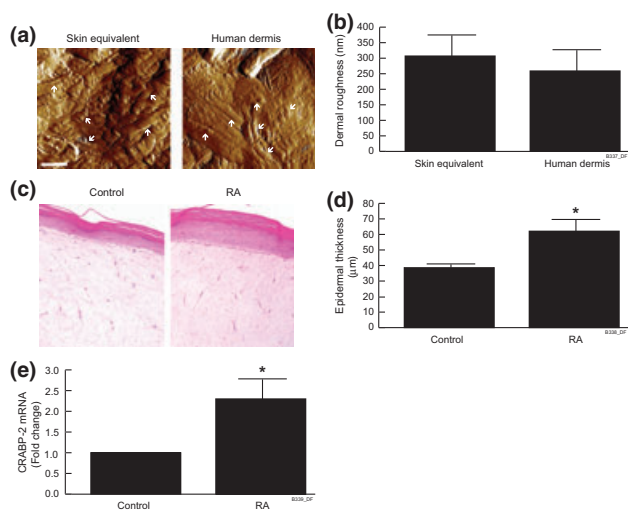 (a)
Skin equivalent
Human dermis
(b)
Dermal roughness (nm)
400
350
300
250
200
150
100
50
0
Skin equivalent
Human dermis
B337_DF
(c)
Control
RA
(d)
Epidermal thickness
(μm)
80
70
60
50
40
30
20
10
0
*
Control
RA
B338_DF
(e)
CRABP-2 mRNA
(Fold change)
3.0
2.5
2.0
1.5
1.0
0.5
0.0
*
Control
RA
B339_DF